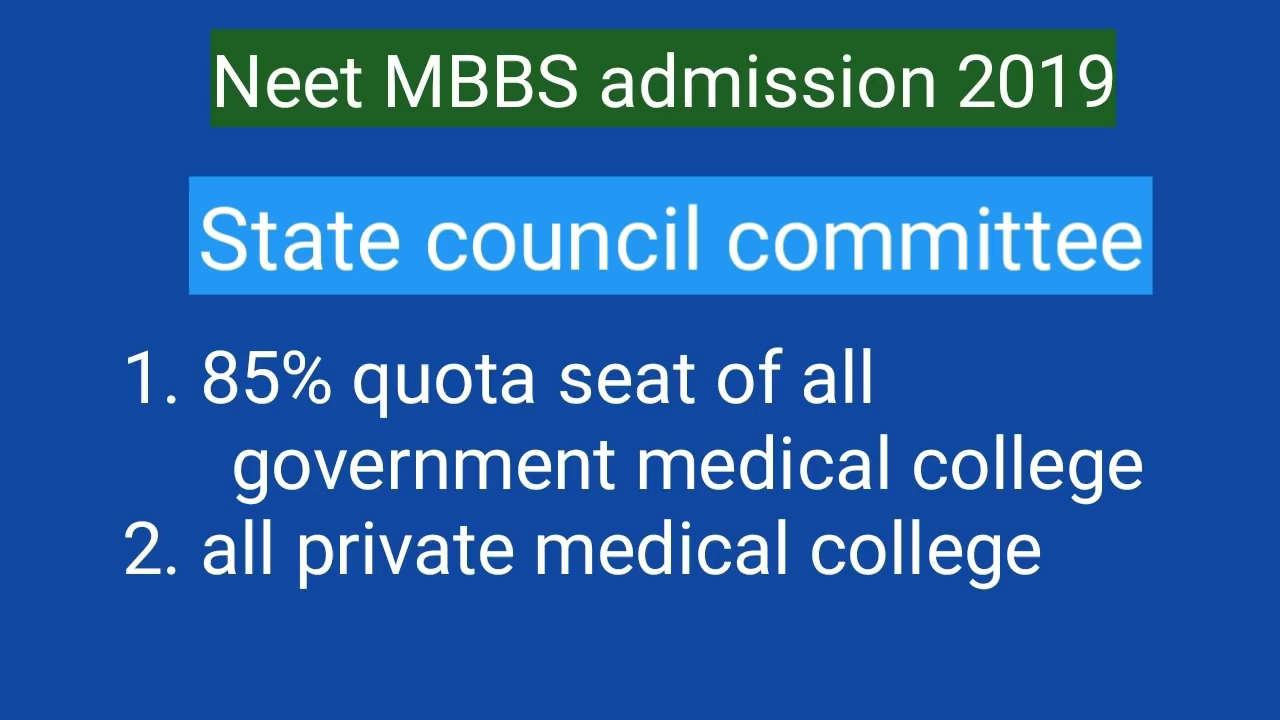 Neet MBBS admission 2019
State council committee
1. 85% quota seat of all
government medical college
2. all private medical college